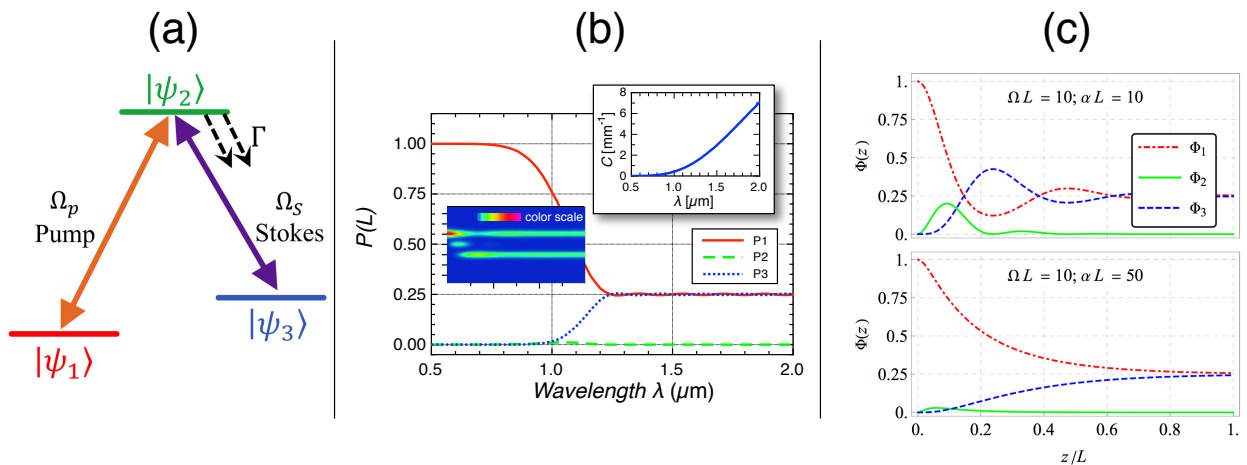 (a)
|ψ₂⟩
Γ
Ω_p
Pump
Ω_S
Stokes
|ψ₃⟩
|ψ₁⟩
(b)
1.00
0.75
0.50
0.25
0.00
P(L)
0.5 1.0 1.5 2.0
Wavelength λ (µm)
color scale
8
6
4
2
0
C [mm⁻¹]
0.5 1.0 1.5 2.0
λ [µm]
P1
P2
P3
(c)
1.
0.75
0.5
0.25
0.
Φ(z)
Ω L = 10; α L = 10
Φ₁
Φ₂
Φ₃
1.
0.75
0.5
0.25
0.
Φ(z)
Ω L = 10; α L = 50
0. 0.2 0.4 0.6 0.8 1.
z/L